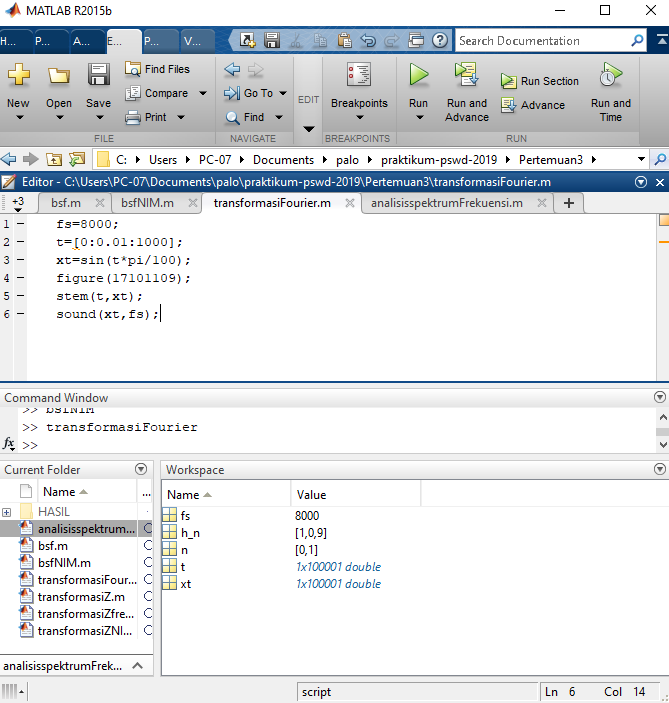 MATLAB R2015b
H... P... A... E... P... V...
Search Documentation
New
Open
Save
Find Files
Compare
Print
FILE
Go To
Find
NAVIGATE
EDIT
Breakpoints
BREAKPOINTS
Run
Run and Advance
Run Section
Advance
Run and Time
RUN
C: Users PC-07 Documents palo praktikum-pswd-2019 Pertemuan3
Editor - C:\Users\PC-07\Documents\palo\praktikum-pswd-2019\Pertemuan3\transformasiFourier.m
+3 bsf.m bsfNIM.m transformasiFourier.m analisisspektrumFrekuensi.m
1 - fs=8000;
2 - t=[0:0.01:1000];
3 - xt=sin(t*pi/100);
4 - figure(17101109);
5 - stem(t,xt);
6 - sound(xt,fs);
Command Window
>> bsfNIM
>> transformasiFourier
fx >>
Current Folder
Name ...
HASIL
analisisspektrum...
bsf.m
bsfNIM.m
transformasiFour...
transformasiZ.m
transformasiZfre...
transformasiZNI...
analisisspektrumFrek...
Workspace
Name Value
fs 8000
h_n [1,0,9]
n [0,1]
t 1x100001 double
xt 1x100001 double
script Ln 6 Col 14